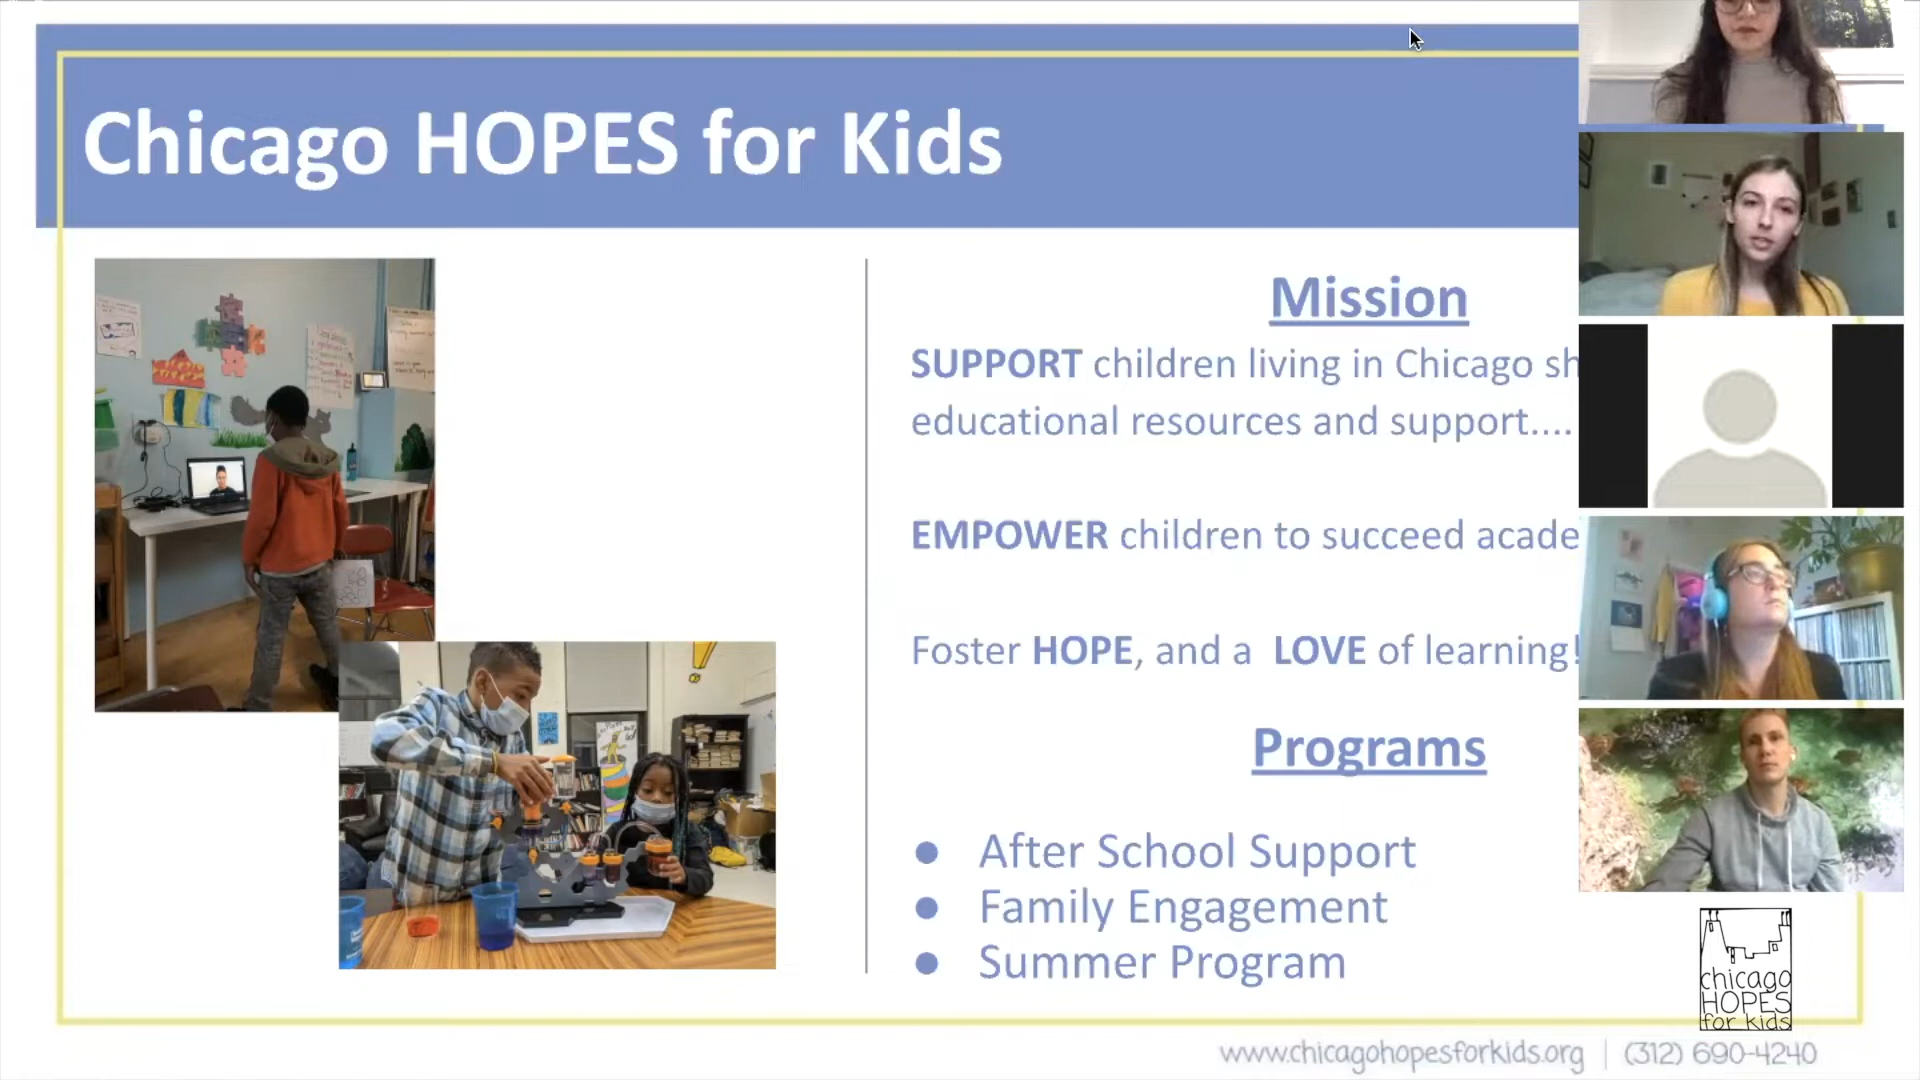 Chicago HOPES for Kids
Mission
SUPPORT children living in Chicago sh
educational resources and support....
EMPOWER children to succeed acade
Foster HOPE, and a LOVE of learning!
Programs
● After School Support
● Family Engagement
● Summer Program
chicago
HOPES
for kids
www.chicagohopesforkids.org | (312) 690-4240